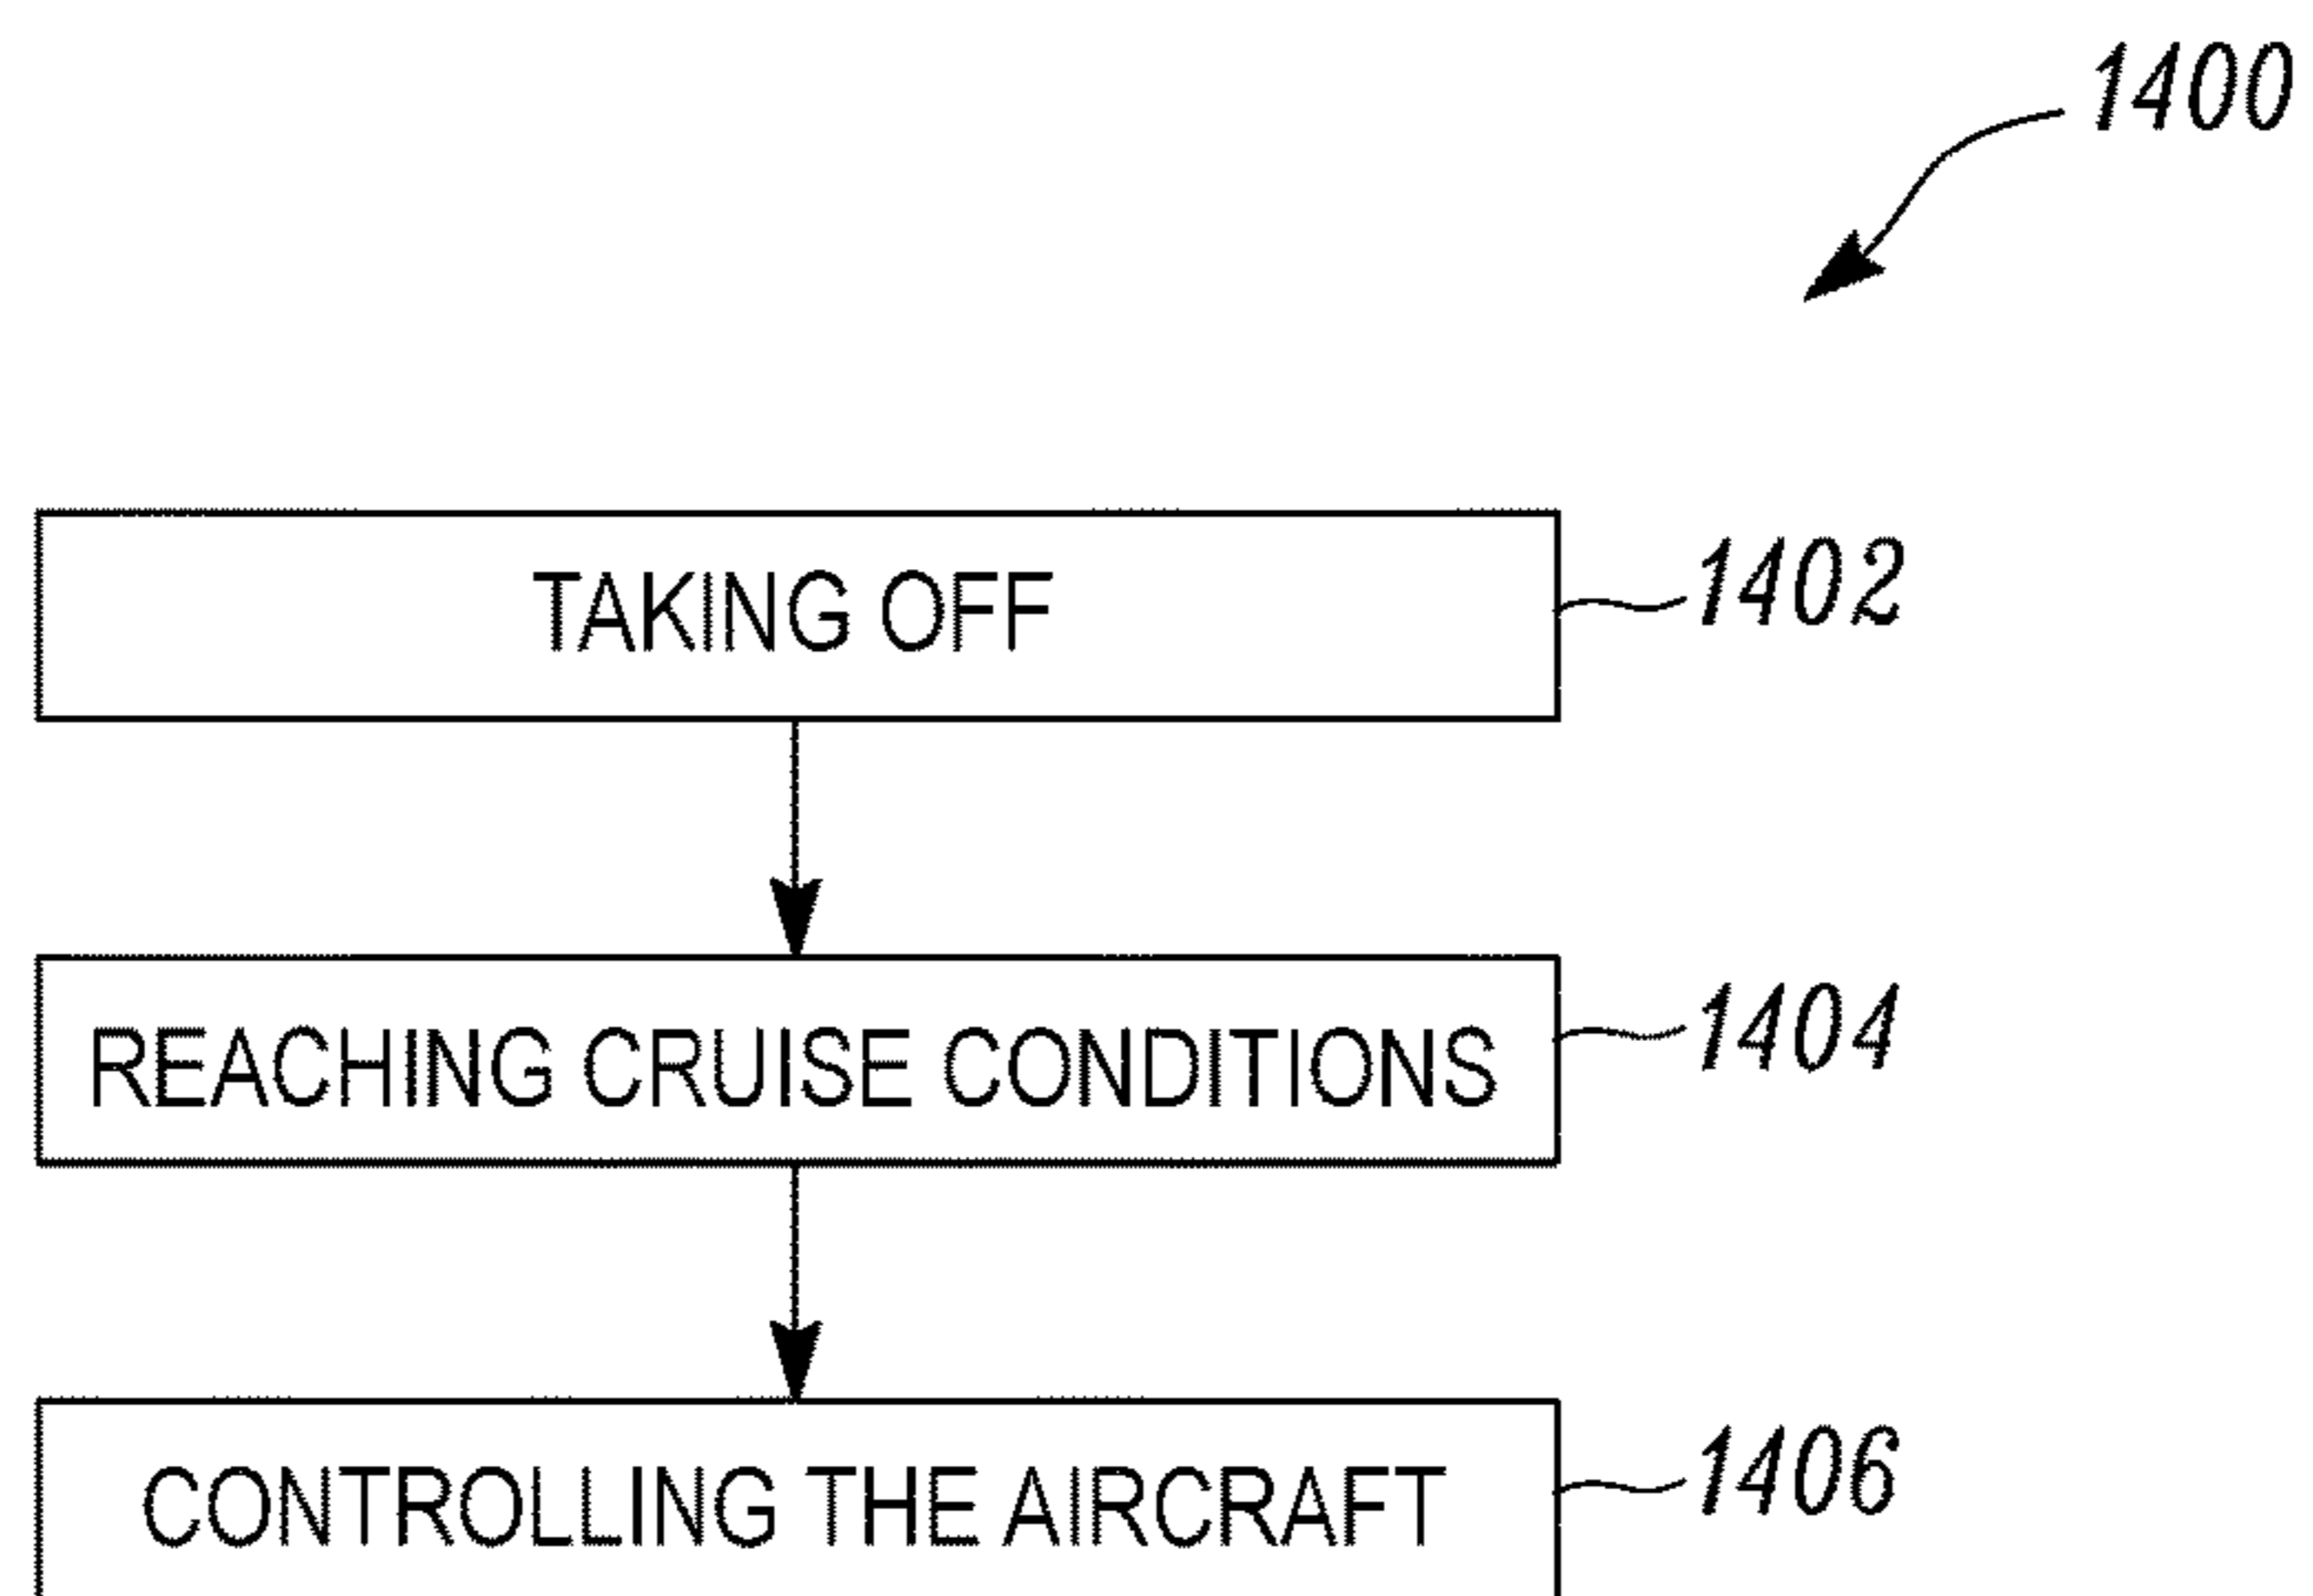 1400
TAKING OFF
1402
REACHING CRUISE CONDITIONS
1404
CONTROLLING THE AIRCRAFT
1406